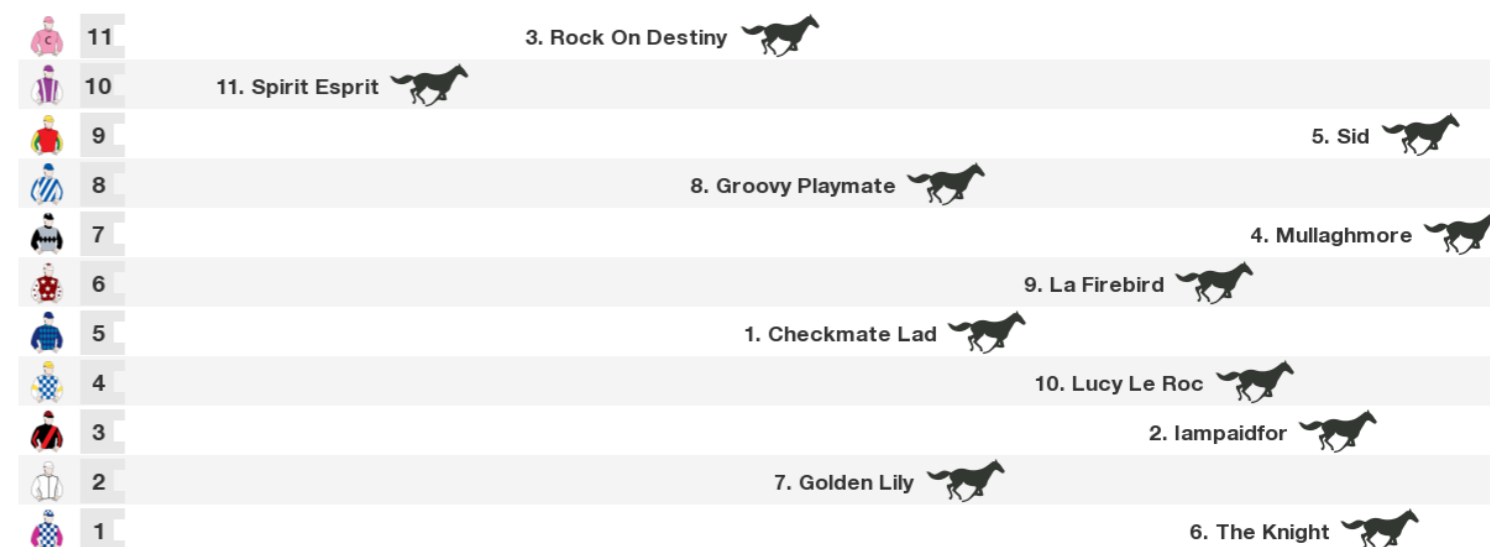 11 3. Rock On Destiny
10 11. Spirit Esprit
9 5. Sid
8 8. Groovy Playmate
7 4. Mullaghmore
6 9. La Firebird
5 1. Checkmate Lad
4 10. Lucy Le Roc
3 2. Iampaidfor
2 7. Golden Lily
1 6. The Knight